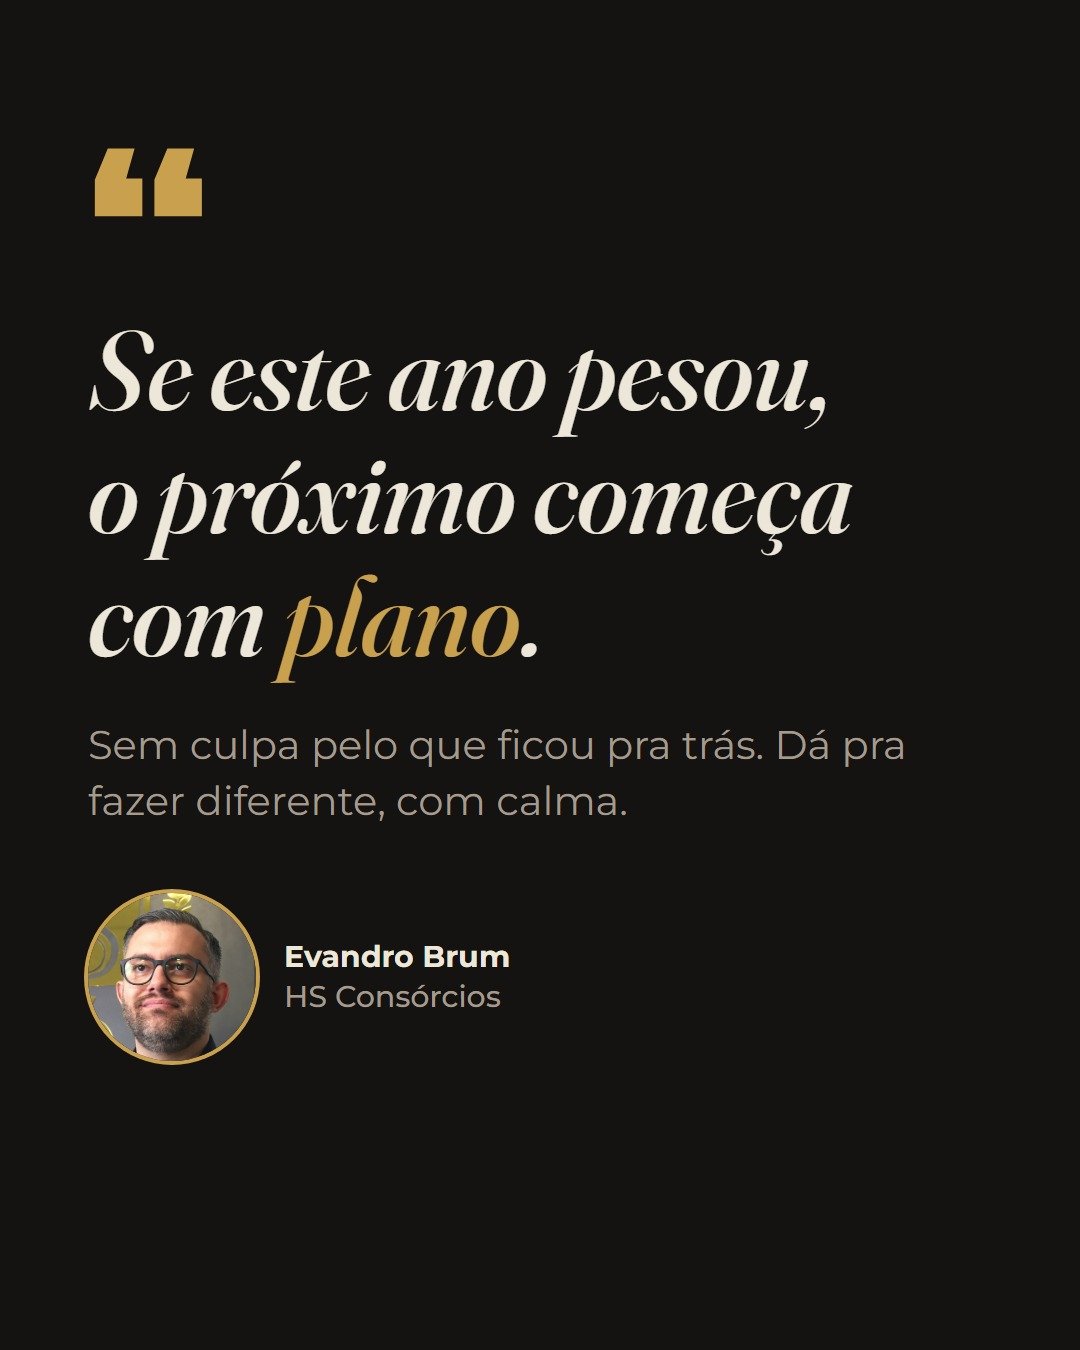 “
Se este ano pesou,
o próximo começa
com plano.
Sem culpa pelo que ficou pra trás. Dá pra
fazer diferente, com calma.
Evandro Brum
HS Consórcios